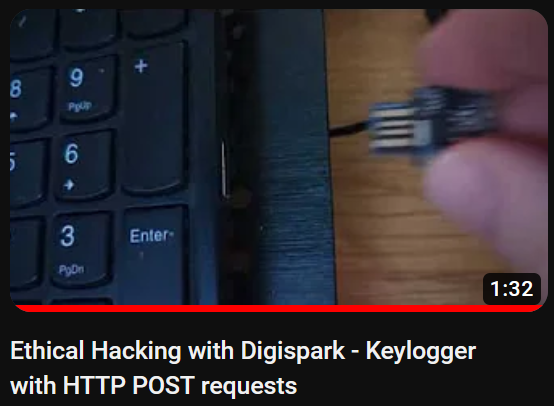 8
9
+
PgUp
5
6
3
Enter
PgDn
1:32
Ethical Hacking with Digispark - Keylogger
with HTTP POST requests